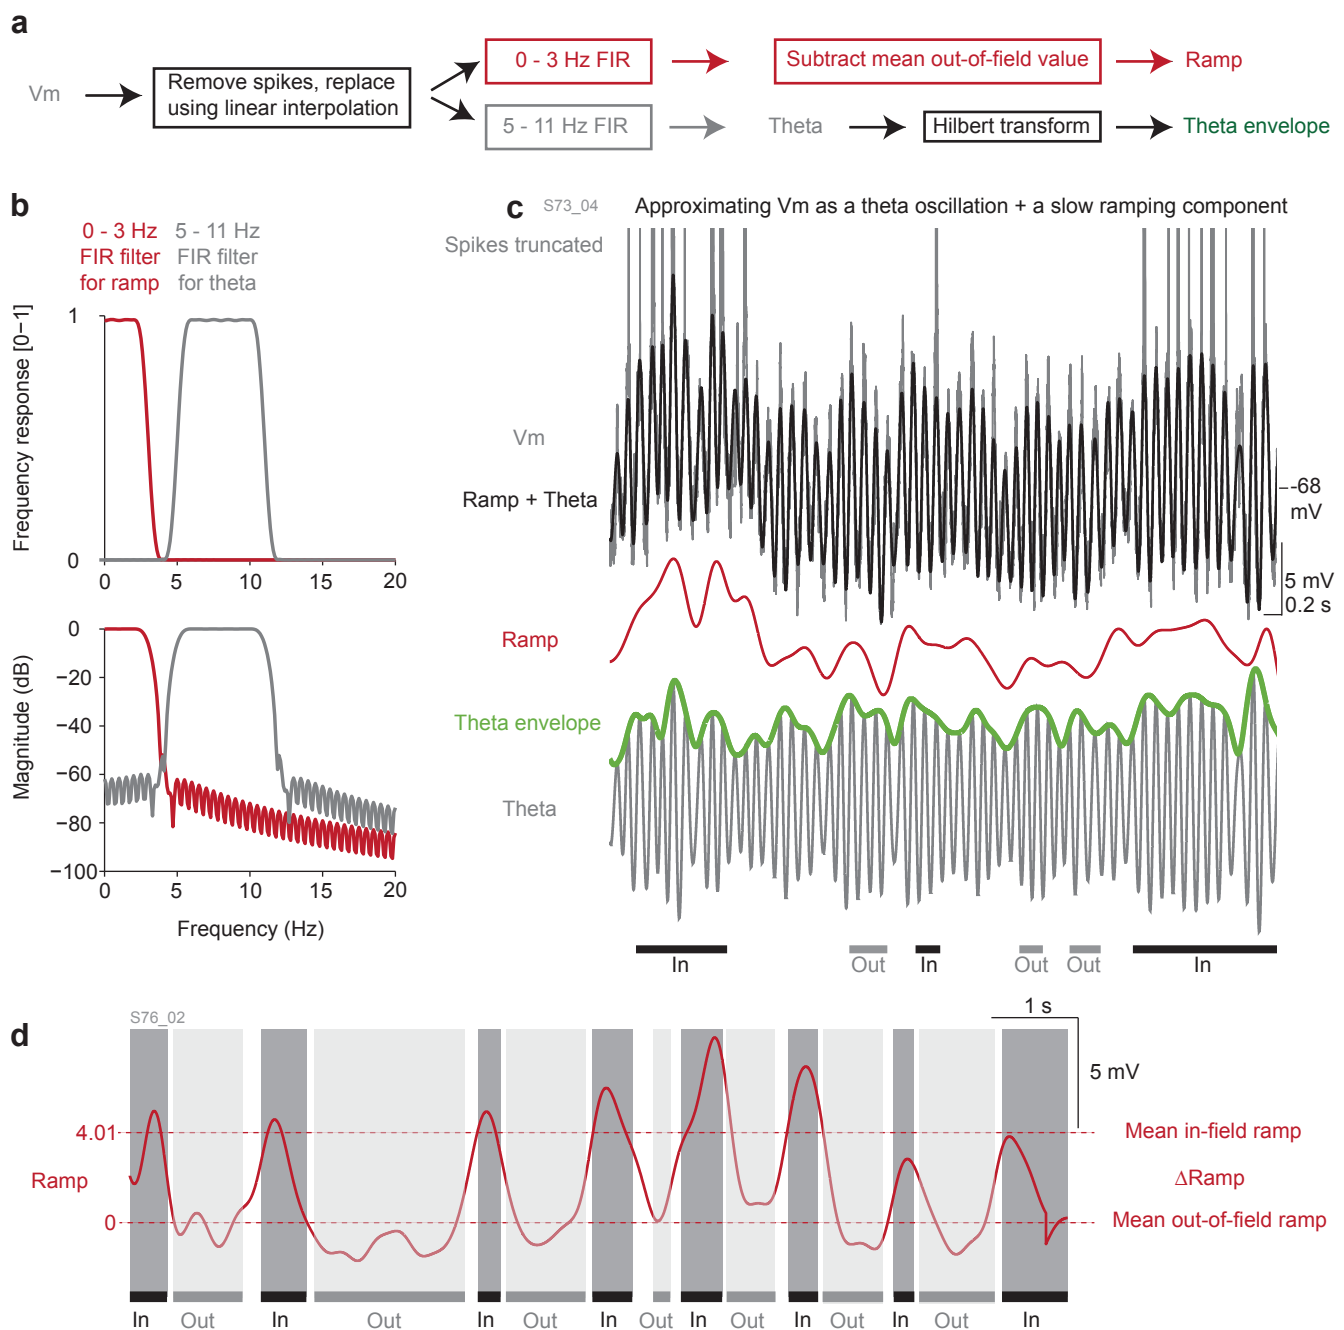 a
Vm
Remove spikes, replace
using linear interpolation
0 - 3 Hz FIR
Subtract mean out-of-field value
Ramp
5 - 11 Hz FIR
Theta
Hilbert transform
Theta envelope
b
0 - 3 Hz
FIR filter
for ramp
5 - 11 Hz
FIR filter
for theta
Frequency response [0−1]
1
0
0 5 10 15 20
Magnitude (dB)
0
−20
−40
−60
−80
−100
0 5 10 15 20
Frequency (Hz)
c
S73_04
Approximating Vm as a theta oscillation + a slow ramping component
Spikes truncated
Vm
Ramp + Theta
-68
mV
5 mV
0.2 s
Ramp
Theta envelope
Theta
In Out In Out Out In
d
S76_02
1 s
5 mV
4.01
Ramp
0
Mean in-field ramp
ΔRamp
Mean out-of-field ramp
In Out In Out In Out In Out In Out In Out In Out In